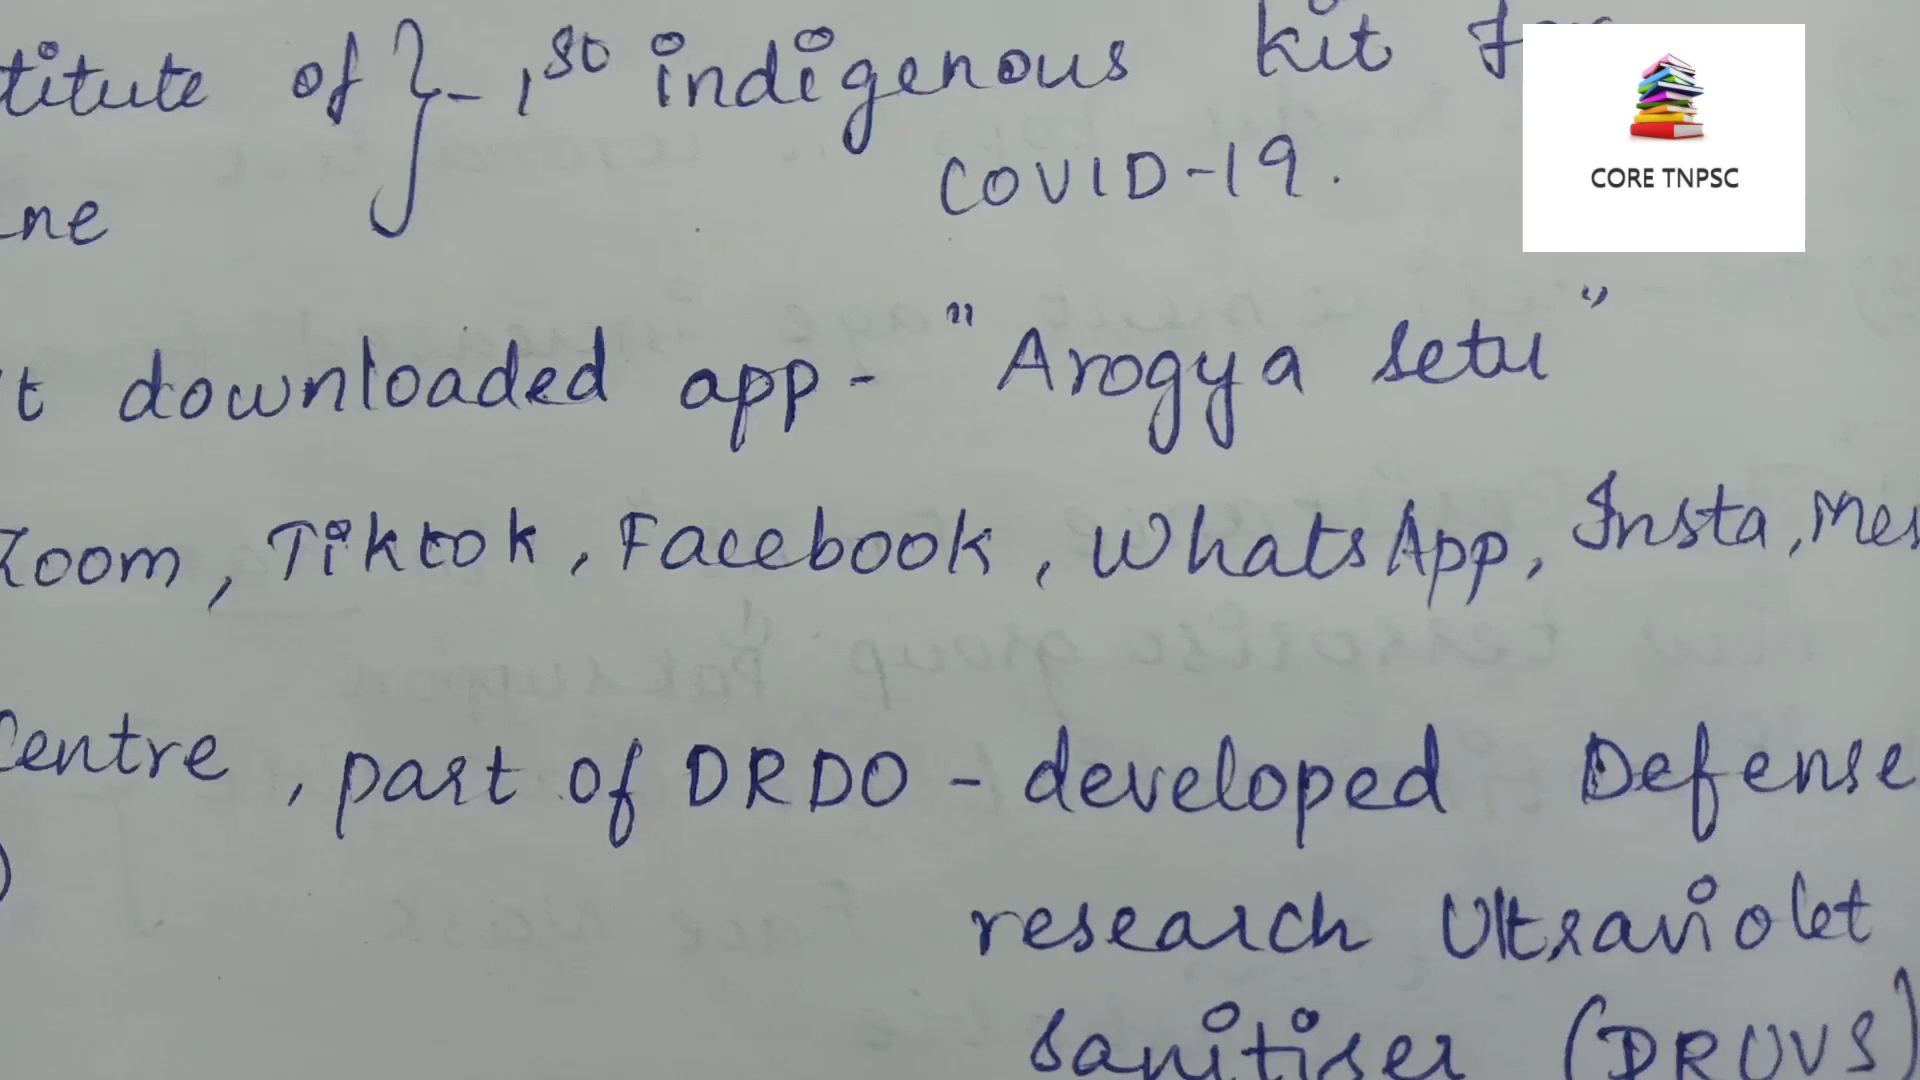 titute of } - 1st indigenous kit for
ne COVID-19.
t downloaded app - "Arogya setu"
Zoom, Tiktok, Facebook, WhatsApp, Insta, Mes
Centre, part of DRDO - developed Defense
) research Ultraviolet
sanitiser (DRUVS)
CORE TNPSC